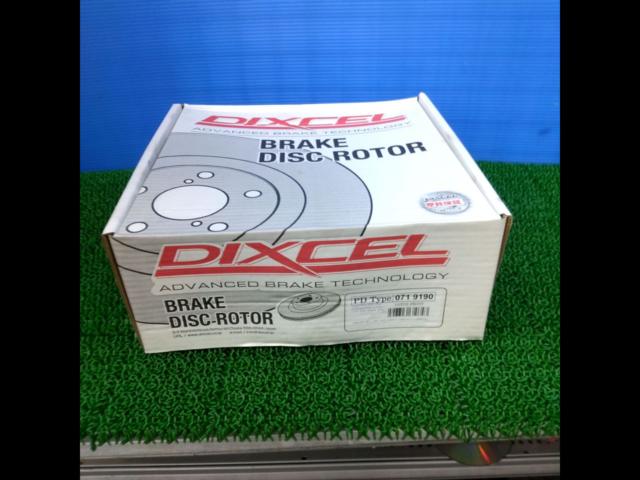 DIXCEL
ADVANCED BRAKE TECHNOLOGY
BRAKE
DISC ROTOR
DIXCEL
ADVANCED BRAKE TECHNOLOGY
BRAKE
DISC ROTOR
PD Type 071 9190